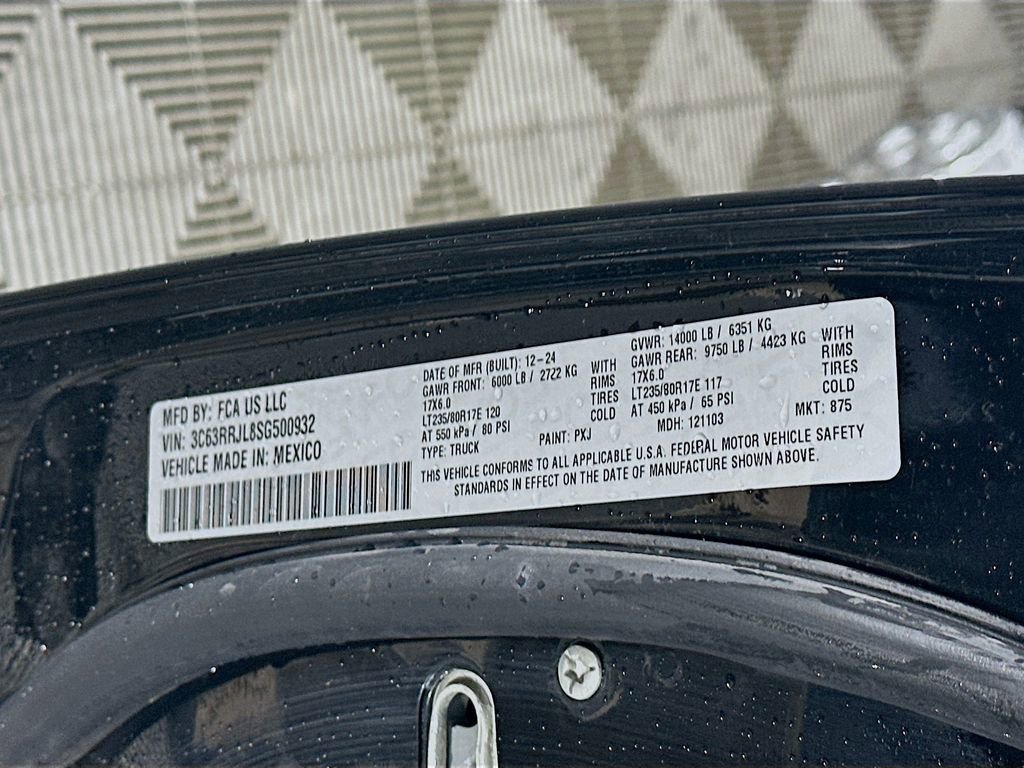 MFD BY: FCA US LLC
VIN: 3C63RRJL8SG500932
VEHICLE MADE IN: MEXICO
DATE OF MFR (BUILT): 12-24
GAWR FRONT: 6000 LB / 2722 KG
17X6.0
LT235/80R17E 120
AT 550 kPa / 80 PSI
TYPE: TRUCK
WITH
RIMS
TIRES
COLD
PAINT: PXJ
GVWR: 14000 LB / 6351 KG
GAWR REAR: 9750 LB / 4423 KG
17X6.0
LT235/80R17E 117
AT 450 kPa / 65 PSI
MDH: 121103
WITH
RIMS
TIRES
COLD
MKT: 875
THIS VEHICLE CONFORMS TO ALL APPLICABLE U.S.A. FEDERAL MOTOR VEHICLE SAFETY
STANDARDS IN EFFECT ON THE DATE OF MANUFACTURE SHOWN ABOVE.